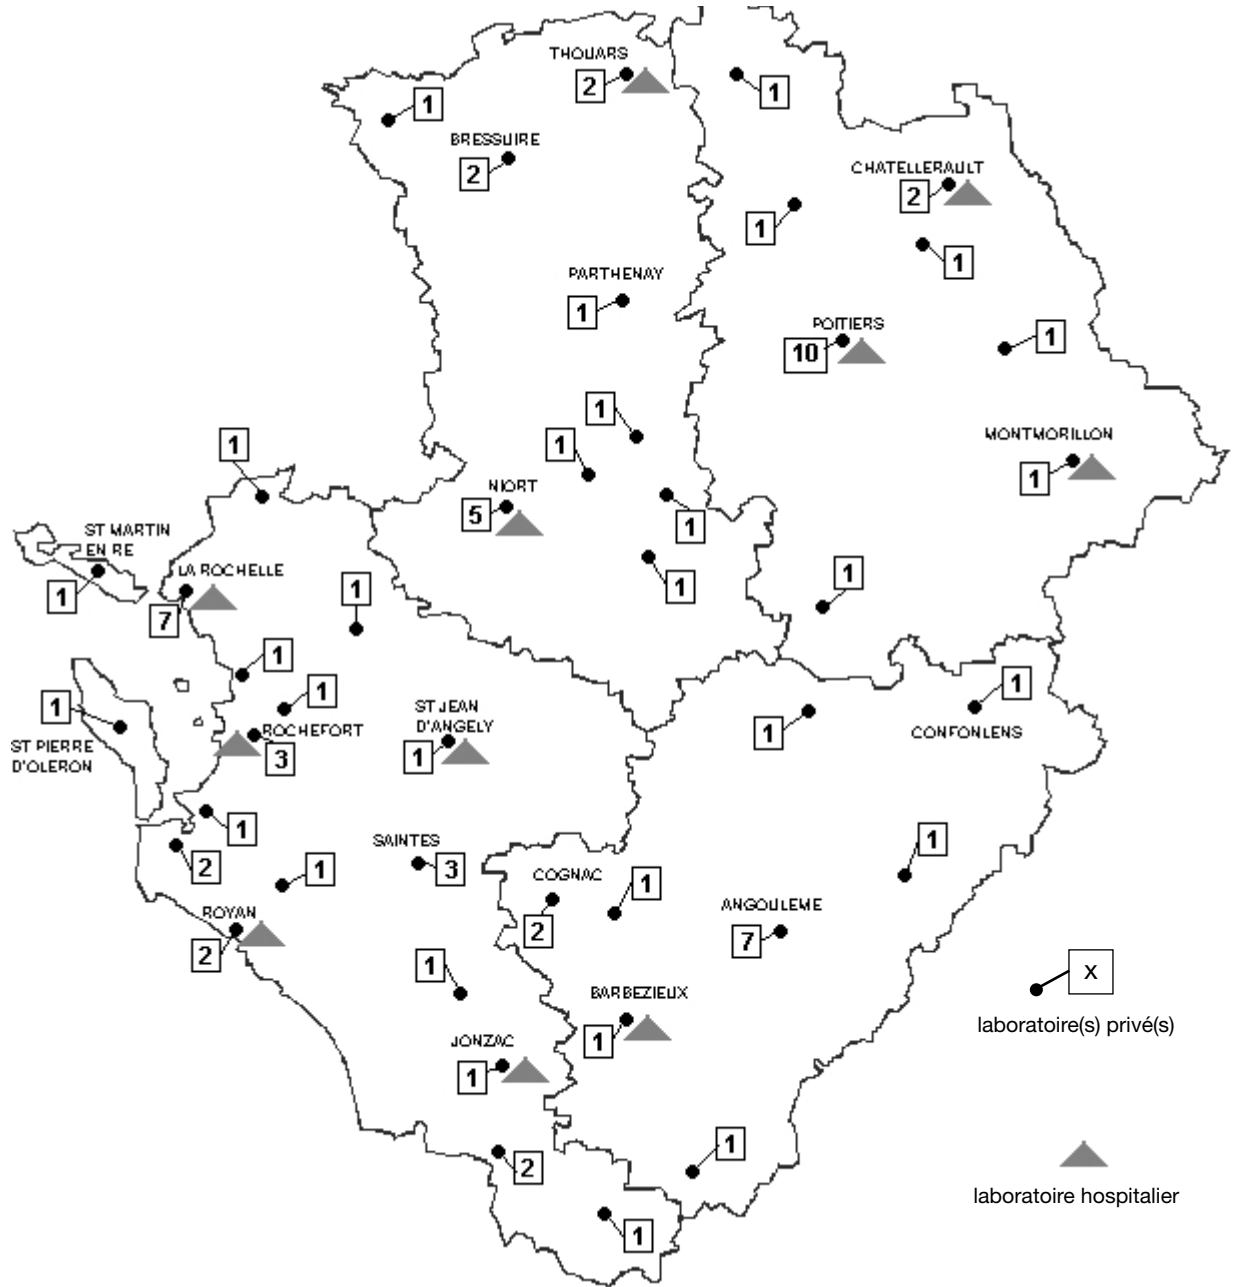 THOUARS
2
1
1
BRESSUIRE
2
CHATELLERAULT
2
1
1
PARTHENAY
1
POITIERS
10
1
1
1
1
MONTMORILLON
1
NIORT
5
1
ST MARTIN
EN RE
1
LA ROCHELLE
7
1
1
1
1
1
1
1
ST PIERRE
D'OLERON
ROCHEFORT
3
ST JEAN
D'ANGELY
1
1
CONFONLENS
1
2
1
SAINTES
3
1
COGNAC
2
1
ANGOULEME
7
ROYAN
2
1
X
laboratoire(s) privé(s)
BARBEZIEUX
1
JONZAC
1
2
1
1
laboratoire hospitalier